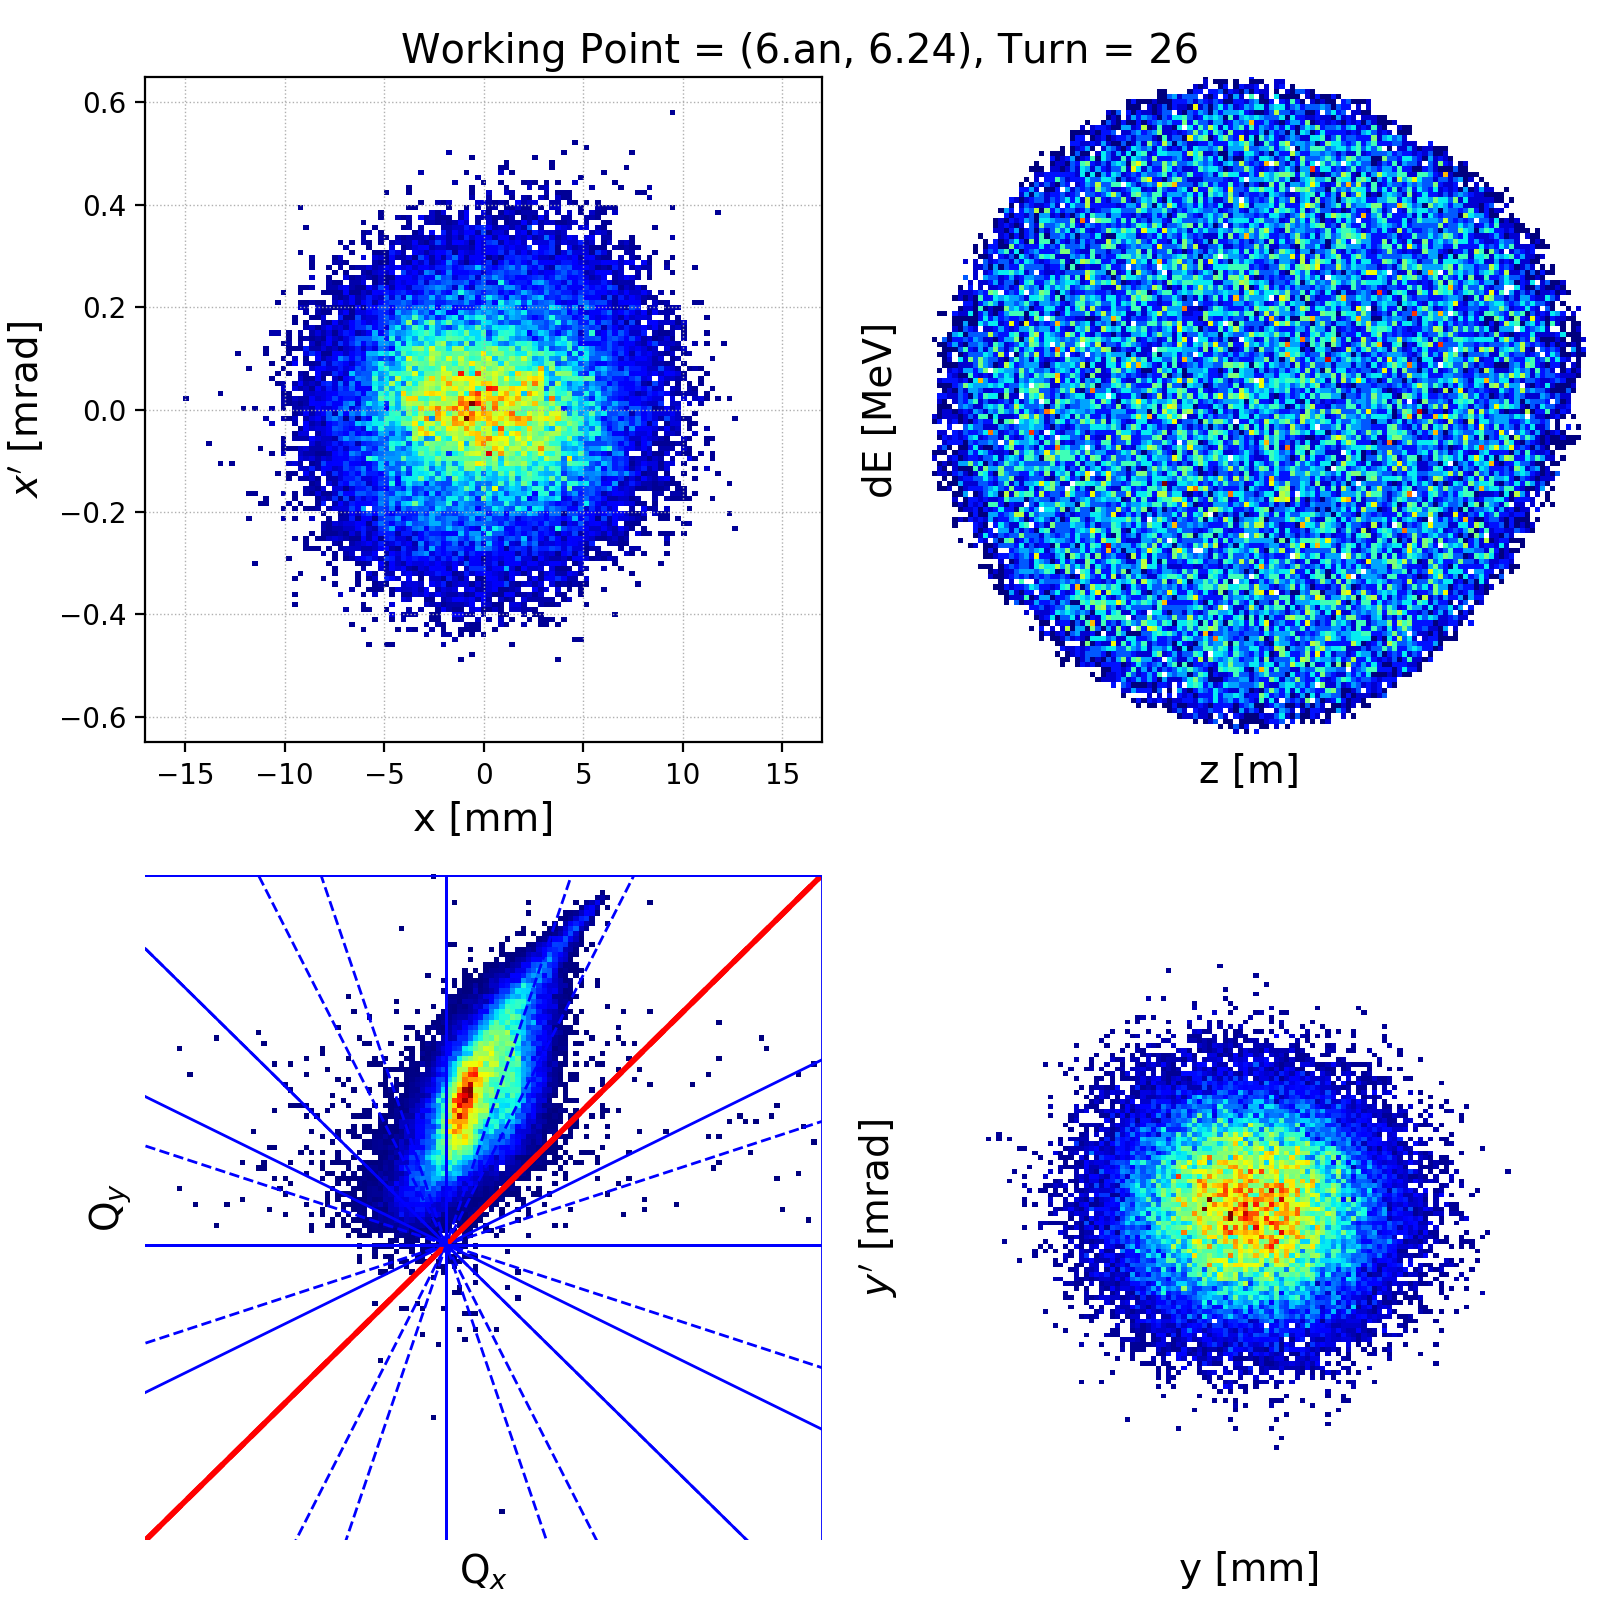 Working Point = (6.an, 6.24), Turn = 26
0.6
0.4
0.2
0.0
−0.2
−0.4
−0.6
x′ [mrad]
−15 −10 −5 0 5 10 15
x [mm]
dE [MeV]
z [m]
Qy
Qx
y′ [mrad]
y [mm]